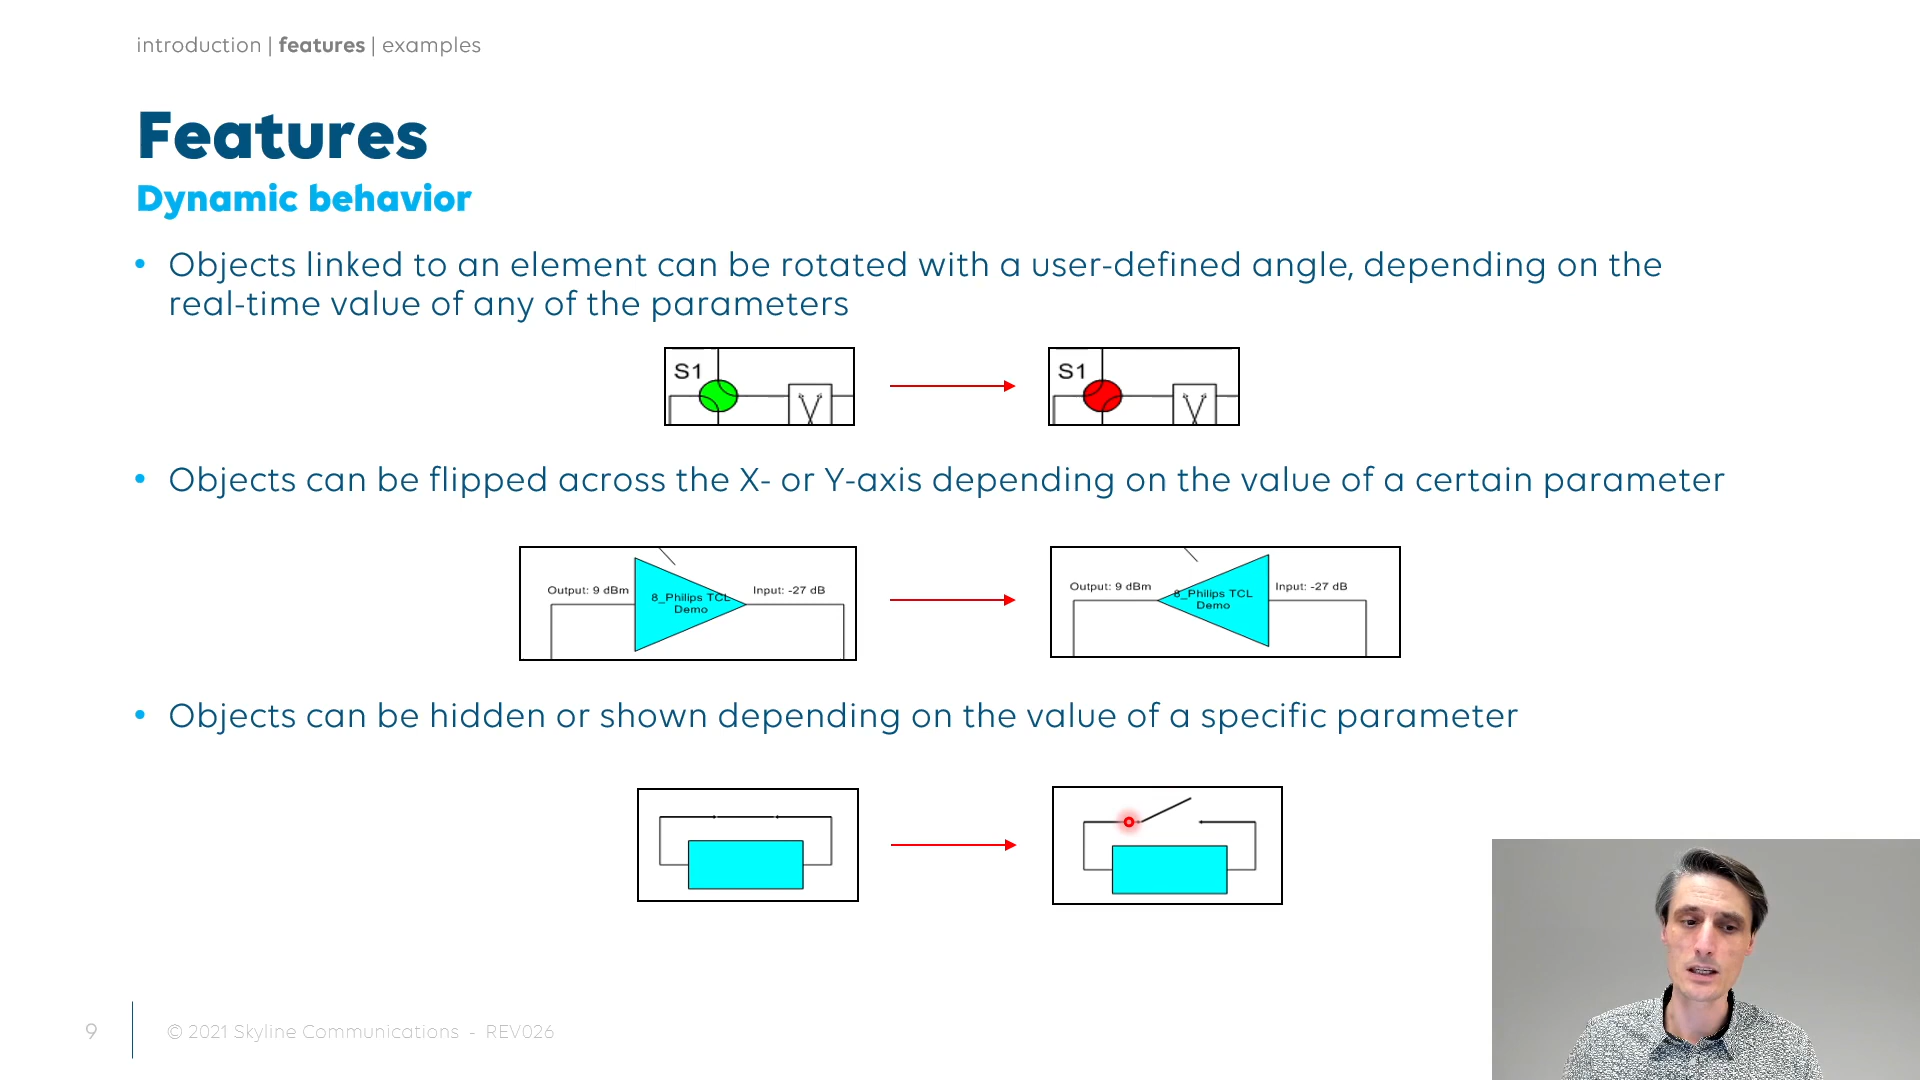 introduction | features | examples
Features
Dynamic behavior
• Objects linked to an element can be rotated with a user-defined angle, depending on the
real-time value of any of the parameters
S1
S1
• Objects can be flipped across the X- or Y-axis depending on the value of a certain parameter
Output: 9 dBm
8_Philips TCL
Demo
Input: -27 dB
Output: 9 dBm
8_Philips TCL
Demo
Input: -27 dB
• Objects can be hidden or shown depending on the value of a specific parameter
9
© 2021 Skyline Communications - REV026